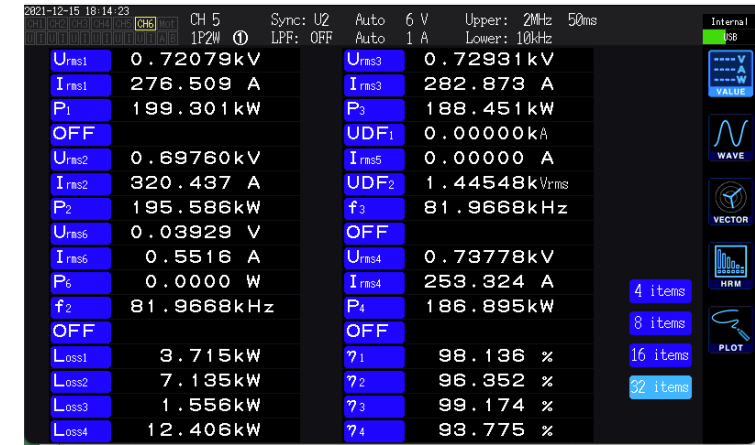 2021-12-15 18:14:23
CH1 CH2 CH3 CH4 CH5 CH6 Mot CH 5 Sync: U2 Auto 6 V Upper: 2MHz 50ms Internal
U I U I U I U I U I U I A B 1P2W ① LPF: OFF Auto 1 A Lower: 10kHz USB
Urms1 0.72079kV Urms3 0.72931kV
Irms1 276.509 A Irms3 282.873 A
P1 199.301kW P3 188.451kW
OFF UDF1 0.00000kA
Urms2 0.69760kV Irms5 0.00000 A
Irms2 320.437 A UDF2 1.44548kVrms
P2 195.586kW f3 81.9668kHz
Urms6 0.03929kV OFF
Irms6 0.5516 A Urms4 0.73778kV
P6 0.0000 W Irms4 253.324 A
f2 81.9668kHz P4 186.895kW
OFF OFF
Loss1 3.715kW η1 98.136 %
Loss2 7.135kW η2 96.352 %
Loss3 1.556kW η3 99.174 %
Loss4 12.406kW η4 93.775 %
4 items
8 items
16 items
32 items
----V
----A
----W
VALUE
WAVE
VECTOR
HRM
PLOT